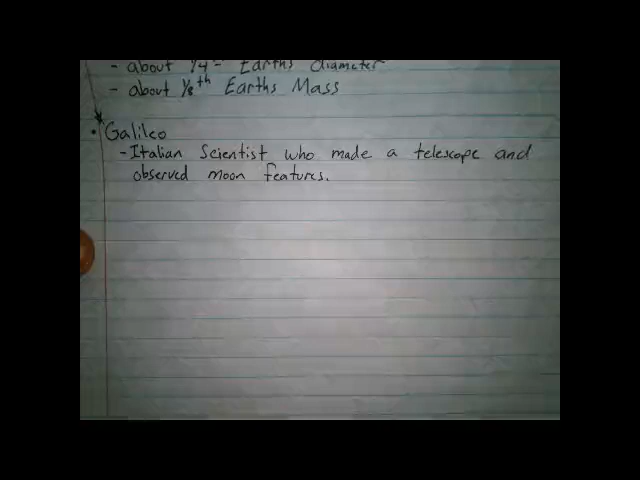 - about 1/4th Earths diameter
- about 1/8th Earths Mass
• Galileo
- Italian Scientist who made a telescope and
observed moon features.